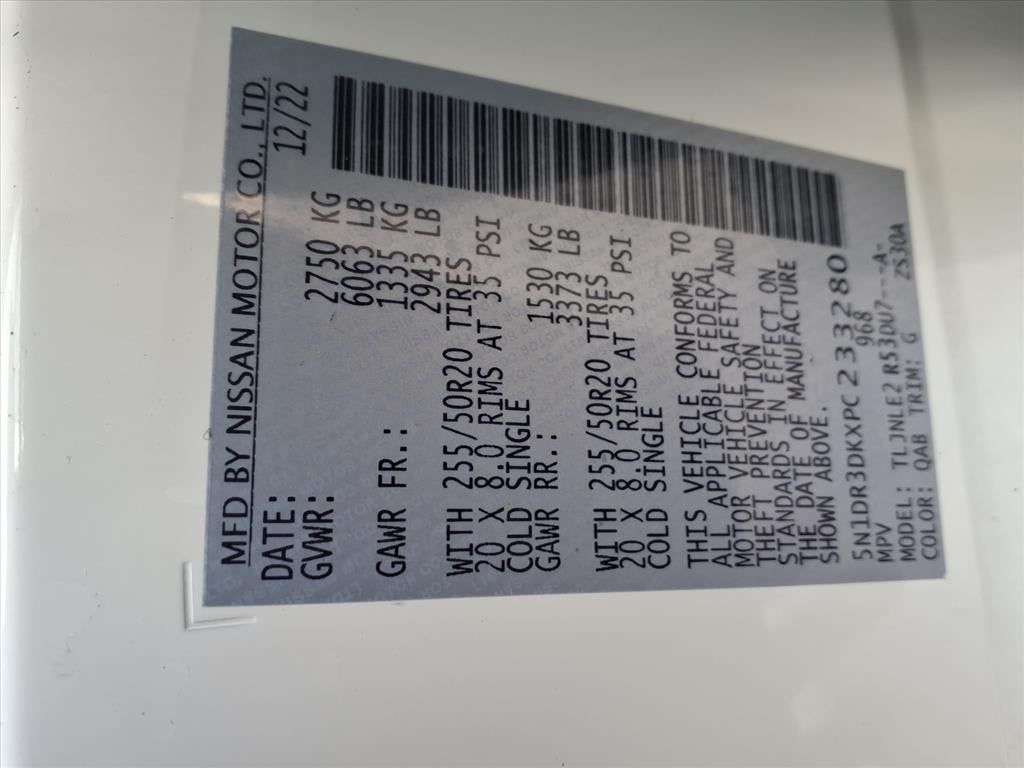 MFD BY NISSAN MOTOR CO., LTD.
DATE: 12/22
GVWR: 2750 KG
6063 LB
GAWR FR.: 1335 KG
2943 LB
WITH 255/50R20 TIRES
20 X 8.0 RIMS AT 35 PSI
COLD SINGLE
GAWR RR.: 1530 KG
3373 LB
WITH 255/50R20 TIRES
20 X 8.0 RIMS AT 35 PSI
COLD SINGLE
THIS VEHICLE CONFORMS TO
ALL APPLICABLE FEDERAL
MOTOR VEHICLE SAFETY AND
THEFT PREVENTION
STANDARDS IN EFFECT ON
THE DATE OF MANUFACTURE
SHOWN ABOVE.
5N1DR3DKXPC233280
MPV 968
MODEL: TLJNLE2 R53DU7---A-
COLOR: QAB TRIM: G ZS30A